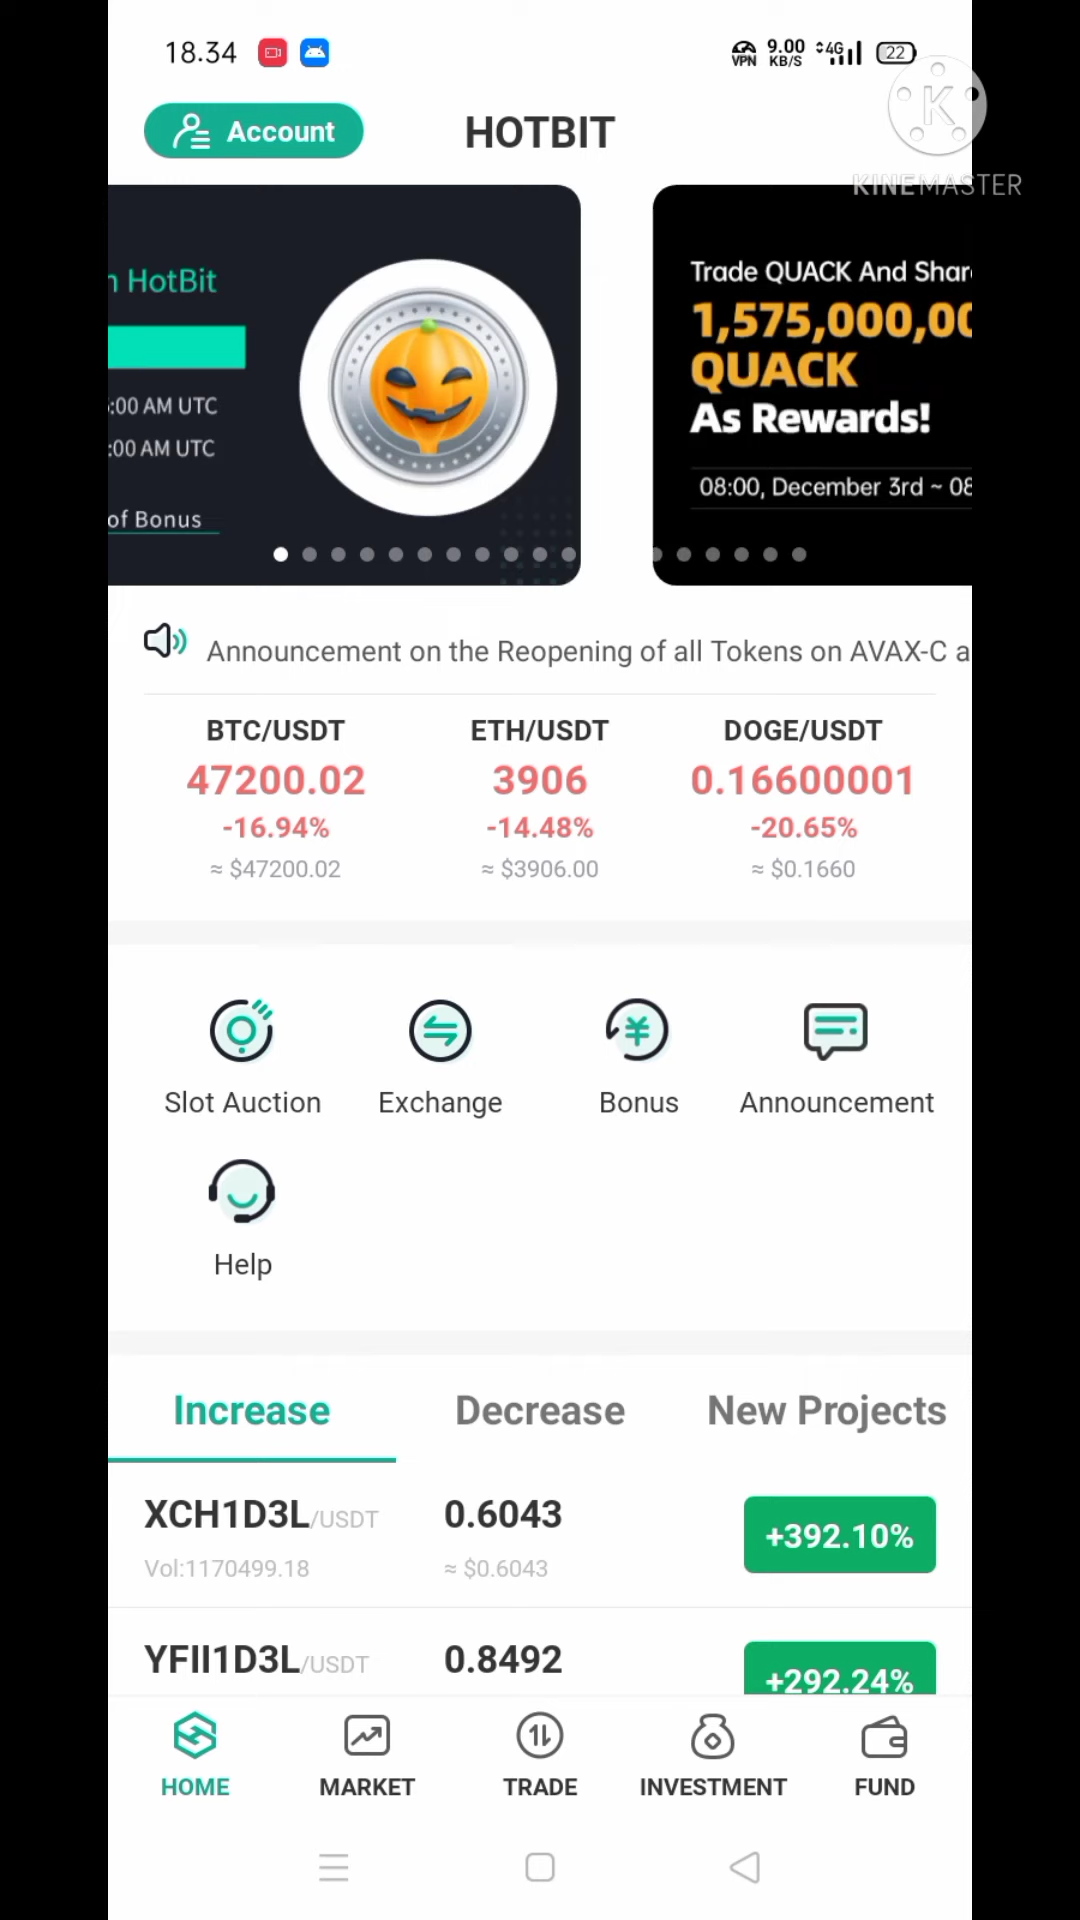 18.34
VPN 9.00 KB/S 4G 22
Account
HOTBIT
K
KINEMASTER
HotBit
:00 AM UTC
:00 AM UTC
of Bonus
Trade QUACK And Shar
1,575,000,00
QUACK
As Rewards!
08:00, December 3rd ~ 08
Announcement on the Reopening of all Tokens on AVAX-C a
BTC/USDT ETH/USDT DOGE/USDT
47200.02 3906 0.16600001
-16.94% -14.48% -20.65%
≈ $47200.02 ≈ $3906.00 ≈ $0.1660
Slot Auction Exchange Bonus Announcement
Help
Increase Decrease New Projects
XCH1D3L/USDT 0.6043 +392.10%
Vol:1170499.18 ≈ $0.6043
YFII1D3L/USDT 0.8492 +292.24%
HOME MARKET TRADE INVESTMENT FUND